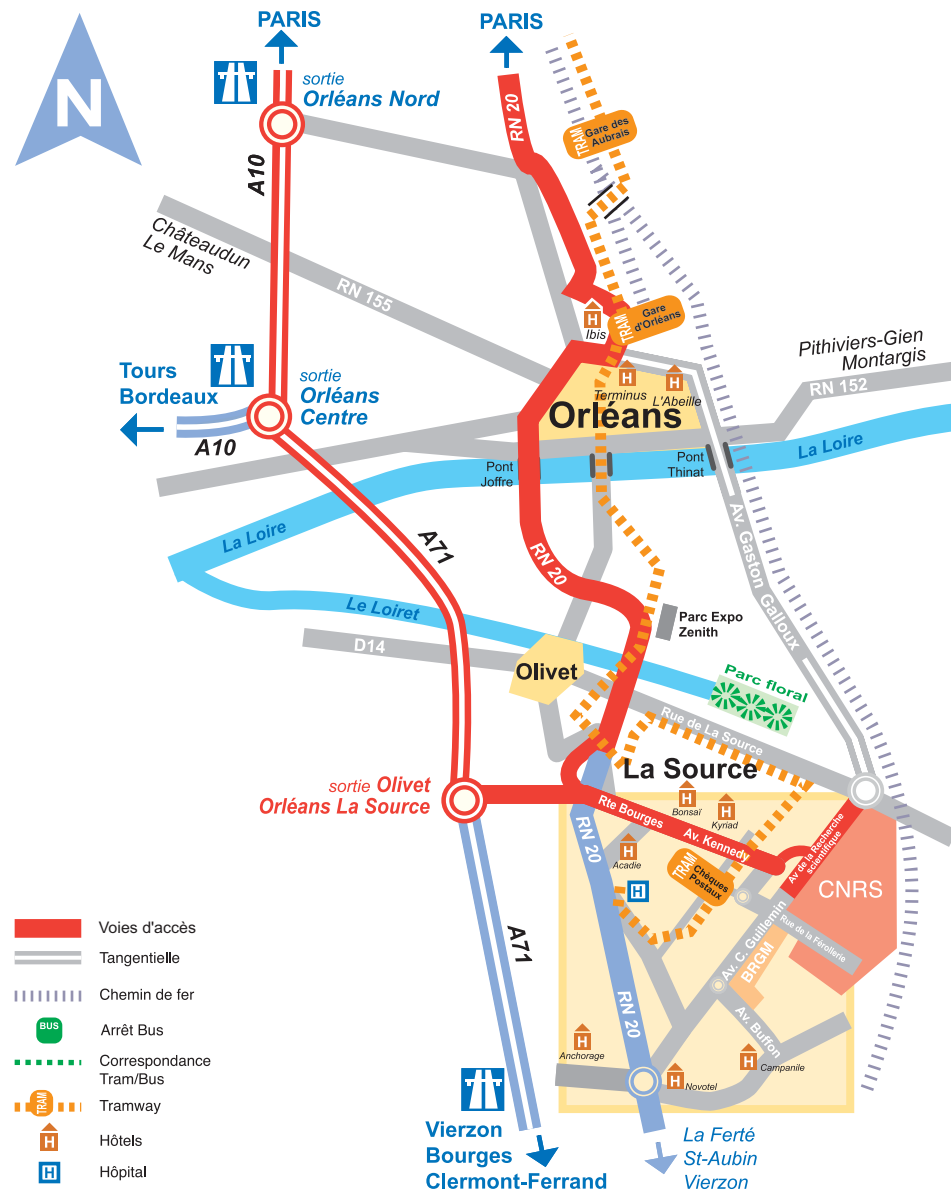 PARIS
PARIS
N
sortie
Orléans Nord
RN 20
TRAM
Gare des
Aubrais
A10
Châteaudun
Le Mans
RN 155
H
Ibis
TRAM
Gare
d'Orléans
Pithiviers-Gien
Montargis
RN 152
Tours
Bordeaux
sortie
Orléans
Centre
A10
H
Terminus
H
L'Abeille
Orléans
Pont
Joffre
Pont
Thinat
La Loire
La Loire
A71
RN 20
Av. Gaston Galloux
Le Loiret
Parc Expo
Zenith
D14
Olivet
Parc floral
Rue de La Source
La Source
sortie Olivet
Orléans La Source
H
Bonsaï
H
Kyriad
Rte Bourges
Av. Kennedy
Av de la Recherche
scientifique
RN 20
H
Acadie
H
TRAM
Chèques
Postaux
CNRS
Av. C. Guillemin
Rue de la Férollerie
BRGM
A71
RN 20
Av. Buffon
H
Anchorage
H
Novotel
H
Campanile
Voies d'accès
Tangentielle
Chemin de fer
BUS
Arrêt Bus
Correspondance
Tram/Bus
TRAM
Tramway
H
Hôtels
H
Hôpital
Vierzon
Bourges
Clermont-Ferrand
La Ferté
St-Aubin
Vierzon